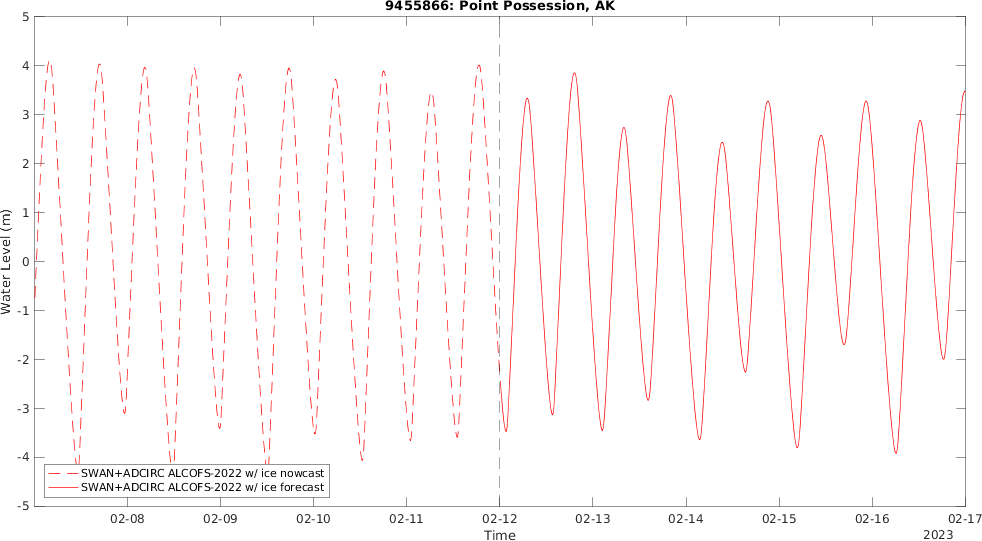 9455866: Point Possession, AK
Water Level (m)
5
4
3
2
1
0
-1
-2
-3
-4
-5
SWAN+ADCIRC ALCOFS-2022 w/ ice nowcast
SWAN+ADCIRC ALCOFS-2022 w/ ice forecast
02-08 02-09 02-10 02-11 02-12 02-13 02-14 02-15 02-16 02-17
Time
2023